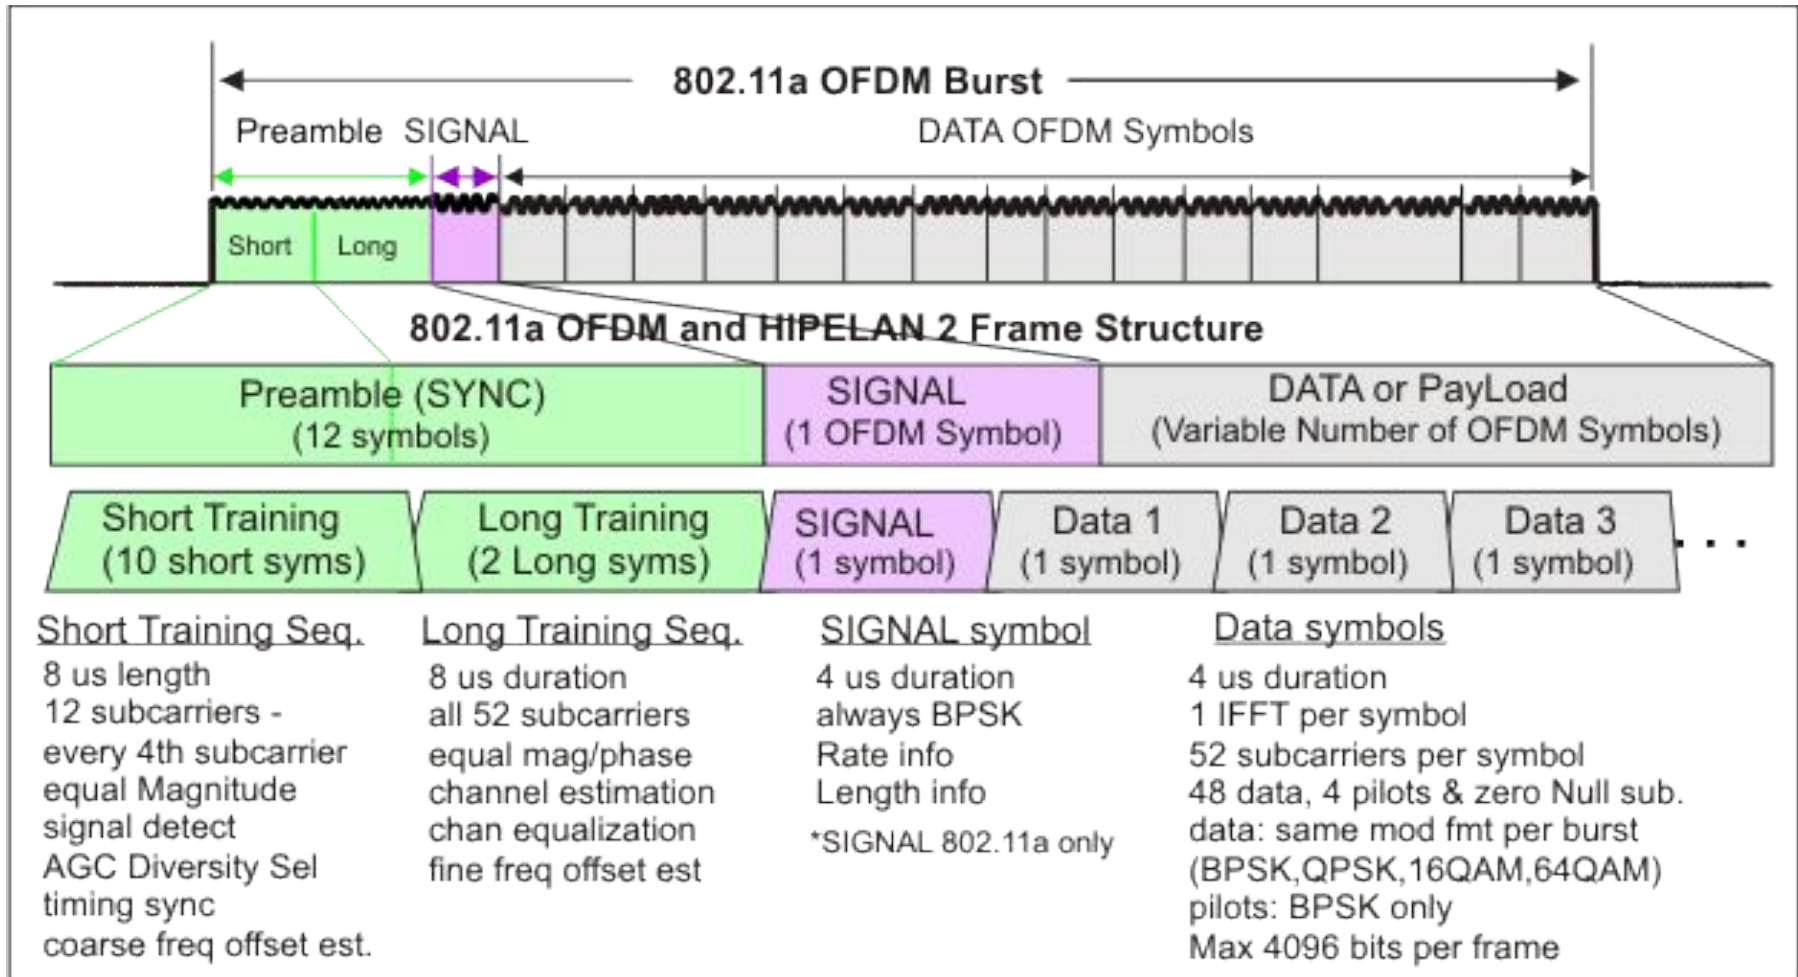 802.11a OFDM Burst
Preamble SIGNAL DATA OFDM Symbols
Short Long
802.11a OFDM and HIPELAN 2 Frame Structure
Preamble (SYNC)
(12 symbols)
SIGNAL
(1 OFDM Symbol)
DATA or PayLoad
(Variable Number of OFDM Symbols)
Short Training
(10 short syms)
Long Training
(2 Long syms)
SIGNAL
(1 symbol)
Data 1
(1 symbol)
Data 2
(1 symbol)
Data 3
(1 symbol)
. . .
Short Training Seq.
8 us length
12 subcarriers -
every 4th subcarrier
equal Magnitude
signal detect
AGC Diversity Sel
timing sync
coarse freq offset est.
Long Training Seq.
8 us duration
all 52 subcarriers
equal mag/phase
channel estimation
chan equalization
fine freq offset est
SIGNAL symbol
4 us duration
always BPSK
Rate info
Length info
*SIGNAL 802.11a only
Data symbols
4 us duration
1 IFFT per symbol
52 subcarriers per symbol
48 data, 4 pilots & zero Null sub.
data: same mod fmt per burst
(BPSK,QPSK,16QAM,64QAM)
pilots: BPSK only
Max 4096 bits per frame